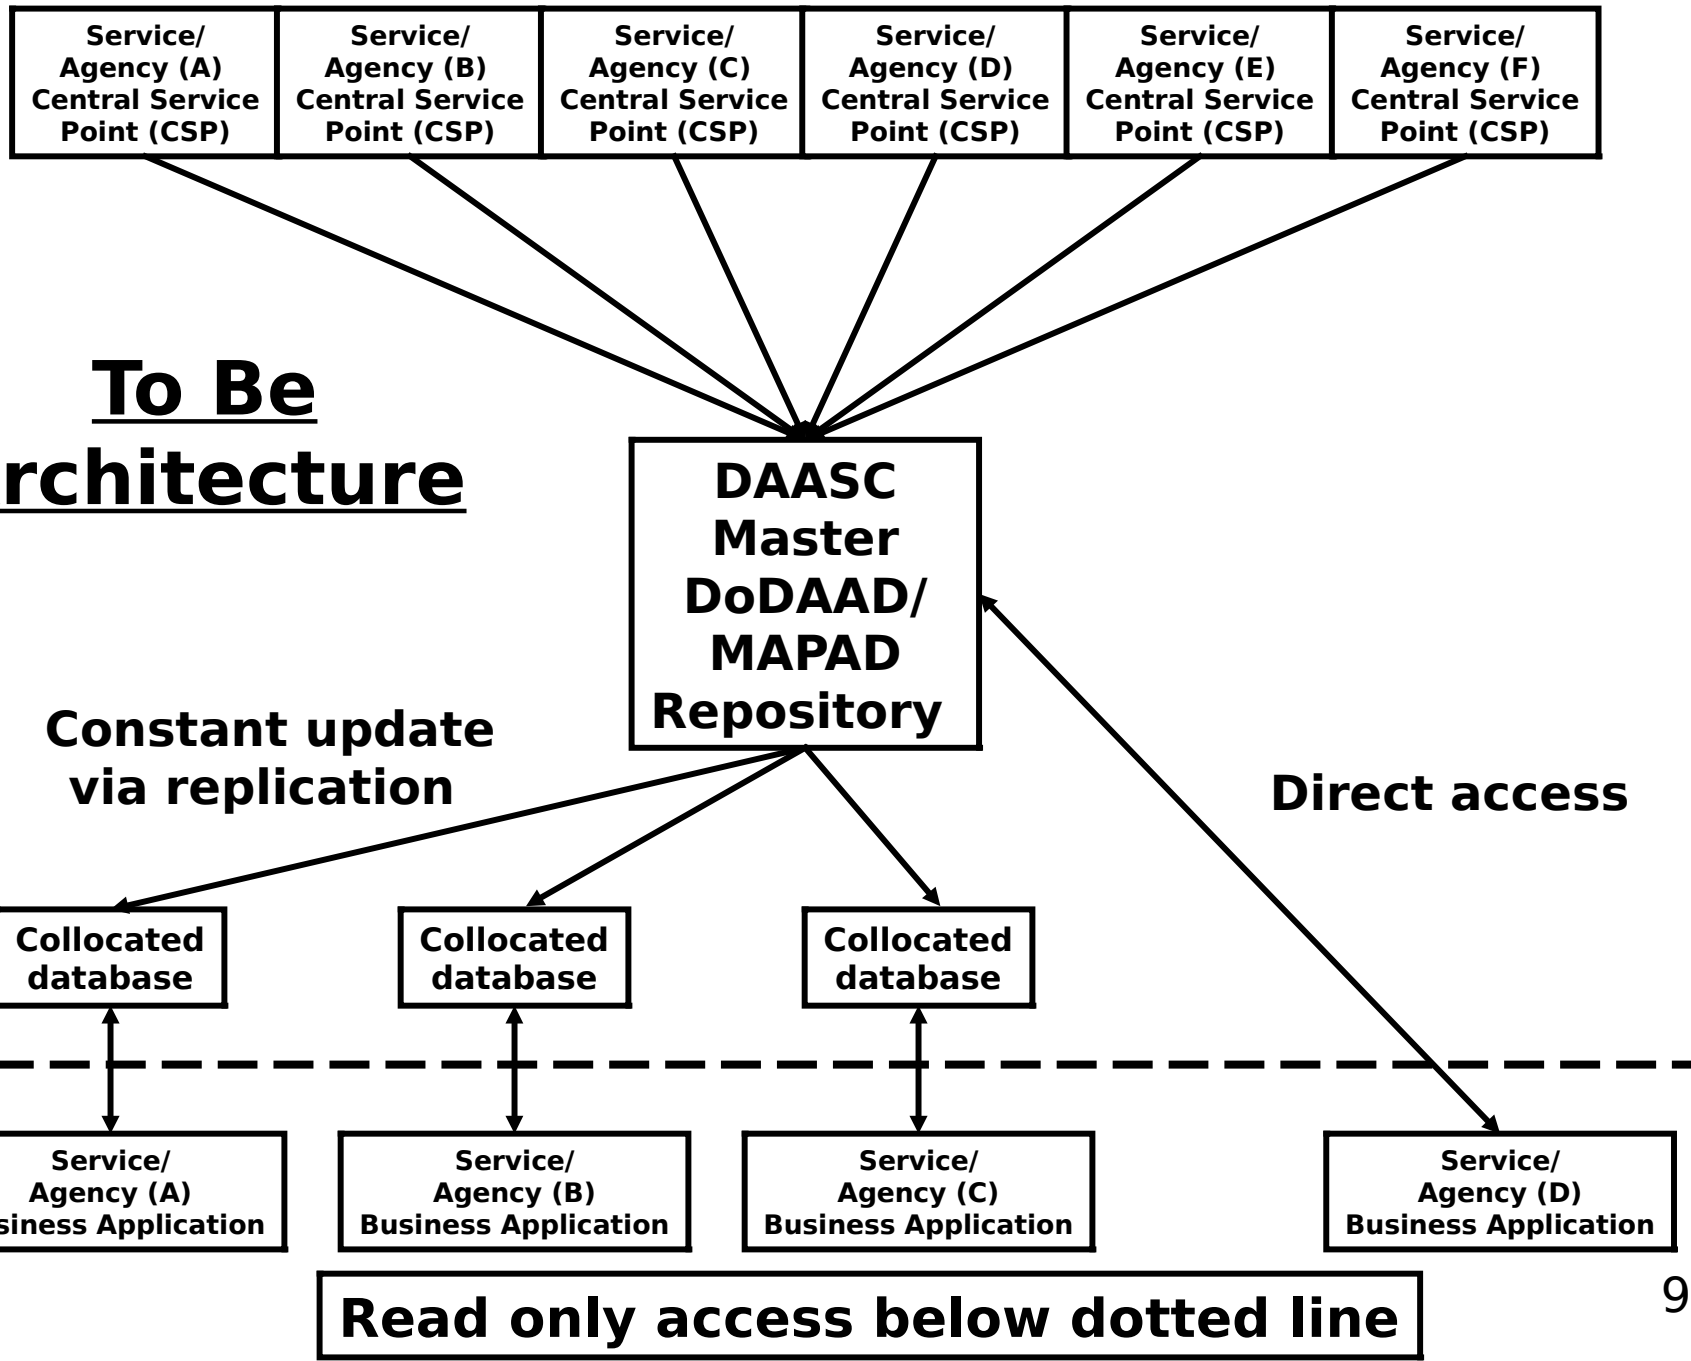 Service/
Agency (A)
Central Service
Point (CSP)
Service/
Agency (B)
Central Service
Point (CSP)
Service/
Agency (C)
Central Service
Point (CSP)
Service/
Agency (D)
Central Service
Point (CSP)
Service/
Agency (E)
Central Service
Point (CSP)
Service/
Agency (F)
Central Service
Point (CSP)
To Be
rchitecture
DAASC
Master
DoDAAD/
MAPAD
Repository
Constant update
via replication
Direct access
Collocated
database
Collocated
database
Collocated
database
Service/
Agency (A)
siness Application
Service/
Agency (B)
Business Application
Service/
Agency (C)
Business Application
Service/
Agency (D)
Business Application
Read only access below dotted line
9